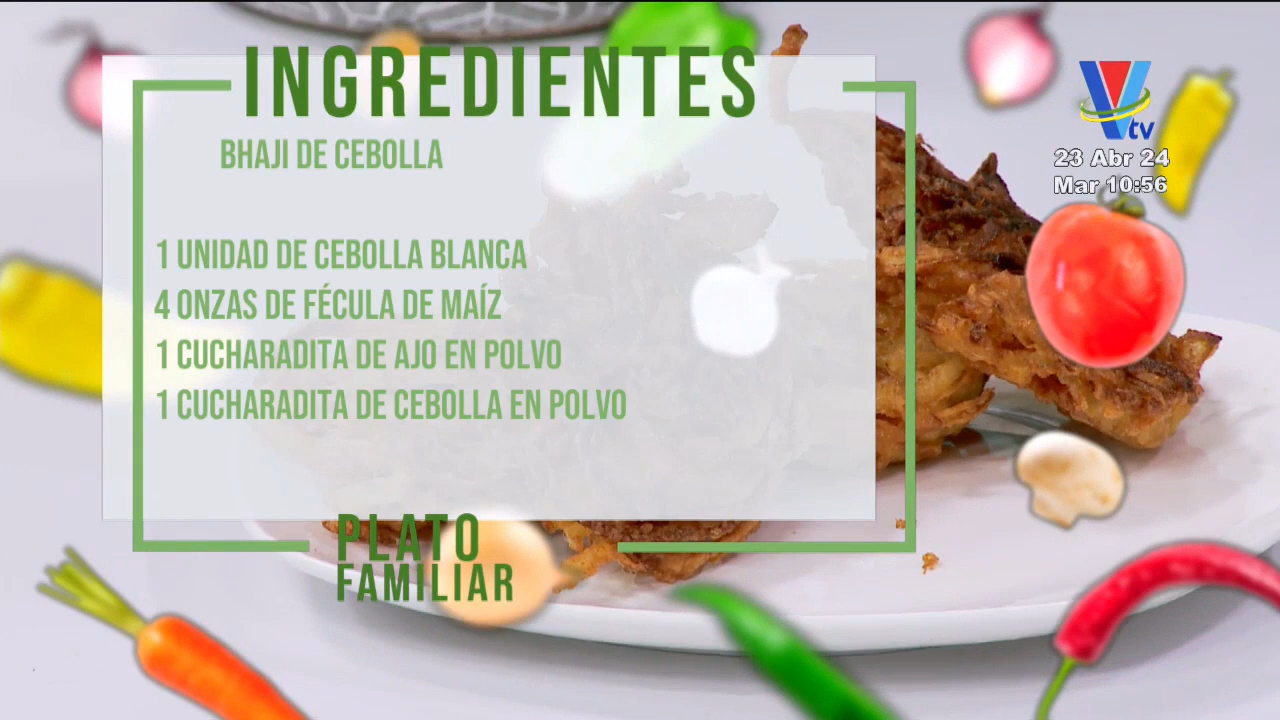 INGREDIENTES
BHAJI DE CEBOLLA
1 UNIDAD DE CEBOLLA BLANCA
4 ONZAS DE FÉCULA DE MAÍZ
1 CUCHARADITA DE AJO EN POLVO
1 CUCHARADITA DE CEBOLLA EN POLVO
PLATO
FAMILIAR
Vtv
23 Abr 24
Mar 10:56